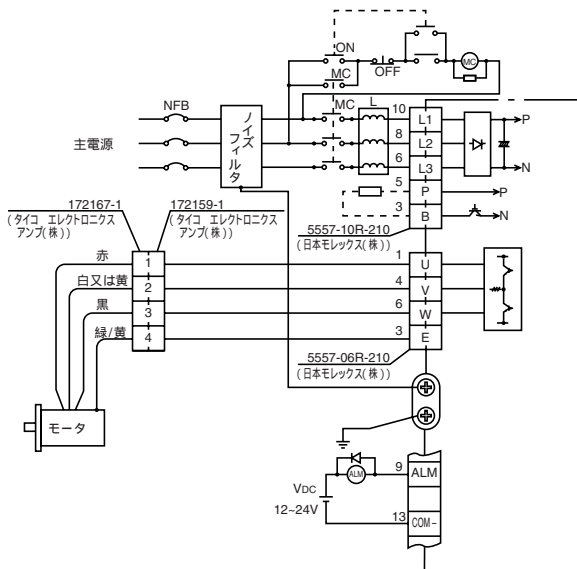 ON
MC
OFF
MC
NFB
MC
L
10
L1
P
主電源
ノイズ
フィルタ
8
L2
6
L3
N
5
P
P
3
B
N
172167-1
(タイコ エレクトロニクス
アンプ(株))
172159-1
(タイコ エレクトロニクス
アンプ(株))
5557-10R-210
(日本モレックス(株))
赤
1
1
U
白又は黄
2
4
V
黒
3
6
W
緑/黄
4
3
E
5557-06R-210
(日本モレックス(株))
モータ
ALM
9
ALM
VDC
12~24V
13
COM-